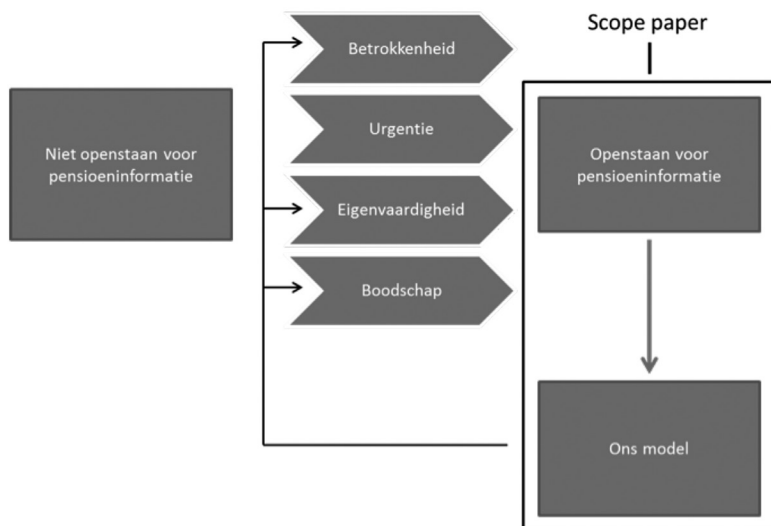 Scope paper
Niet openstaan voor
pensioeninformatie
Betrokkenheid
Urgentie
Eigenvaardigheid
Boodschap
Openstaan voor
pensioeninformatie
Ons model